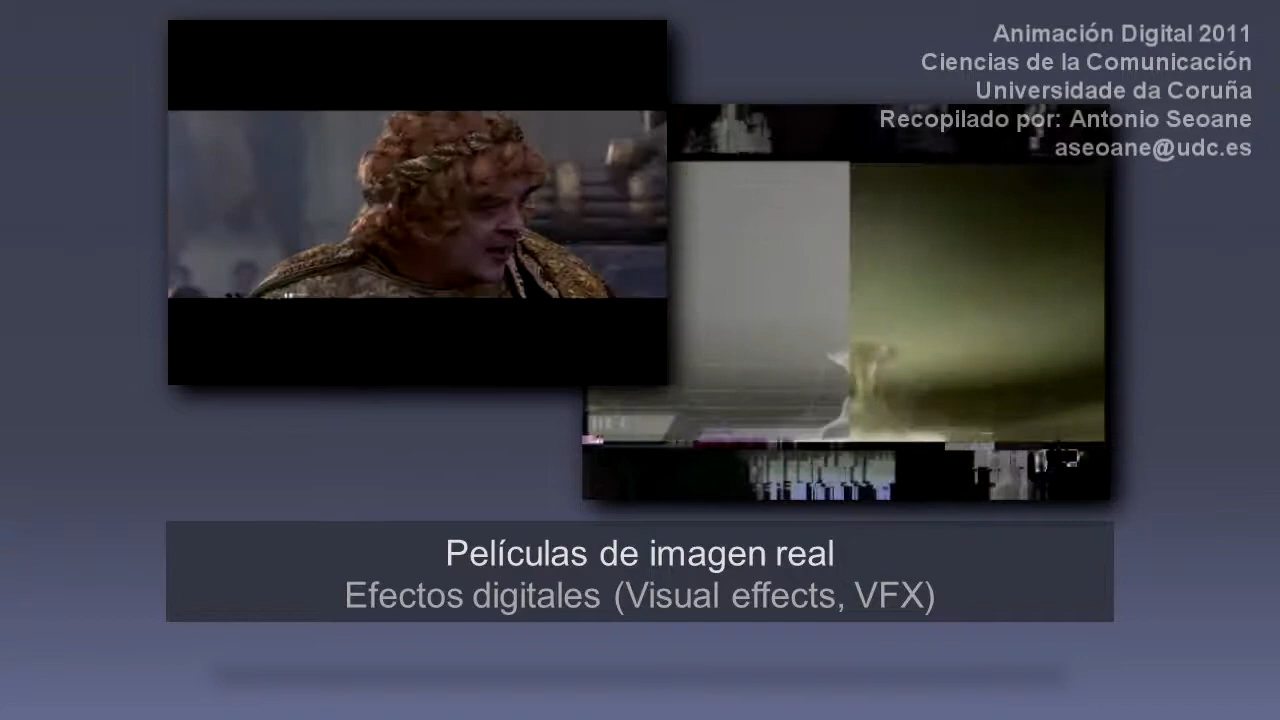 Animación Digital 2011
Ciencias de la Comunicación
Universidade da Coruña
Recopilado por: Antonio Seoane
aseoane@udc.es
Películas de imagen real
Efectos digitales (Visual effects, VFX)